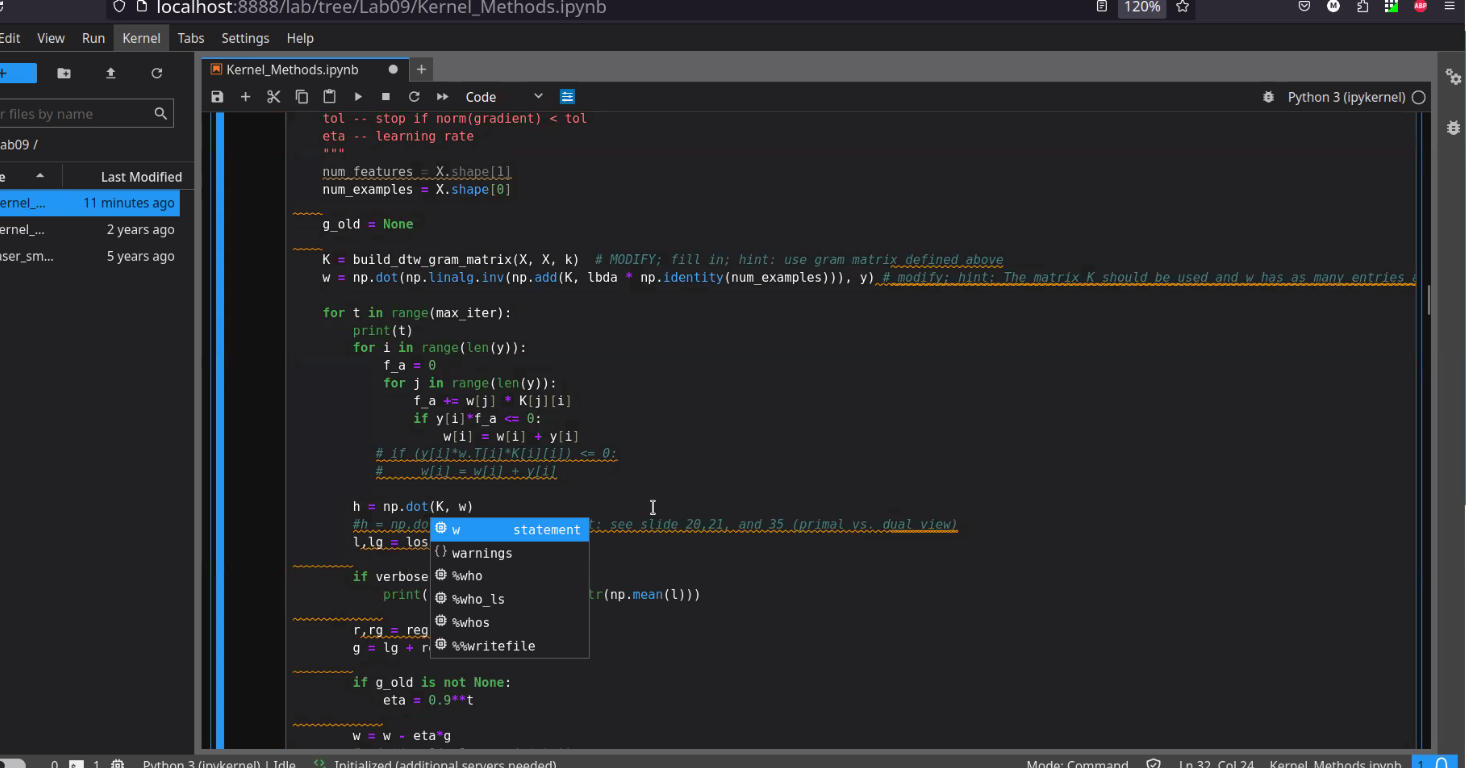 localhost:8888/lab/tree/Lab09/Kernel_Methods.ipynb
120%
Edit View Run Kernel Tabs Settings Help
Kernel_Methods.ipynb
Code
Python 3 (ipykernel)
r files by name
ab09 /
e Last Modified
ernel_... 11 minutes ago
ernel_... 2 years ago
aser_sm... 5 years ago
tol -- stop if norm(gradient) < tol
eta -- learning rate
"""
num_features = X.shape[1]
num_examples = X.shape[0]
g_old = None
K = build_dtw_gram_matrix(X, X, k) # MODIFY; fill in; hint: use gram matrix defined above
w = np.dot(np.linalg.inv(np.add(K, lbda * np.identity(num_examples))), y) # modify; hint: The matrix K should be used and w has as many entries a
for t in range(max_iter):
print(t)
for i in range(len(y)):
f_a = 0
for j in range(len(y)):
f_a += w[j] * K[j][i]
if y[i]*f_a <= 0:
w[i] = w[i] + y[i]
# if (y[i]*w.T[i]*K[i][i]) <= 0:
# w[i] = w[i] + y[i]
h = np.dot(K, w)
#h = np.do t: see slide 20,21, and 35 (primal vs. dual view)
l,lg = los
w statement
warnings
%who
%who_ls
%whos
%%writefile
if verbose
print( tr(np.mean(l)))
r,rg = reg
g = lg + r
if g_old is not None:
eta = 0.9**t
w = w - eta*g
0 1 Python 3 (ipykernel) | Idle Initialized (additional servers needed) Mode: Command Ln 32, Col 24 Kernel_Methods.ipynb 1